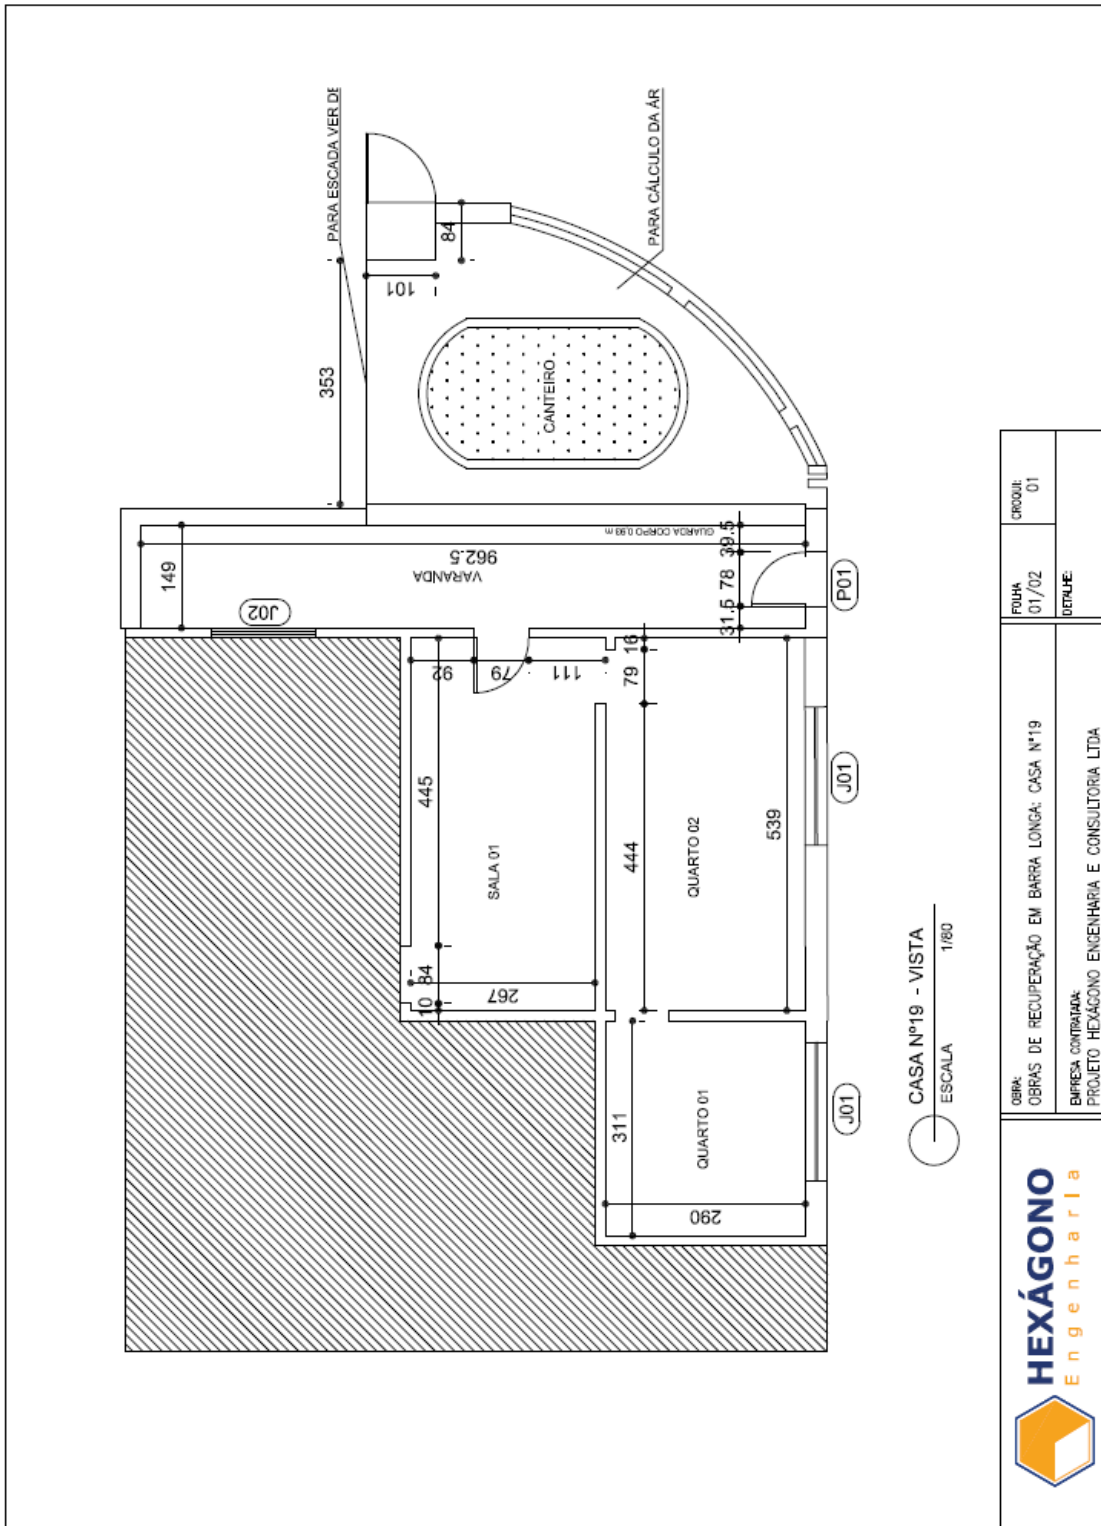 PARA ESCADA VER DE
PARA CÁLCULO DA ÁR
353
101
84
CANTEIRO
149
962.5
VARANDA
GUARDA CORPO 0.93 m
J02
39.5
78
31.5
P01
92
79
111
16
79
445
SALA 01
444
QUARTO 02
539
J01
84
10
267
311
QUARTO 01
290
J01
CASA Nº19 - VISTA
ESCALA 1/80
HEXÁGONO
Engenharia
OBRA:
OBRAS DE RECUPERAÇÃO EM BARRA LONGA: CASA Nº19
EMPRESA CONTRATADA:
PROJETO HEXÁGONO ENGENHARIA E CONSULTORIA LTDA
FOLHA
01/02
CROQUI:
01
DETALHE: